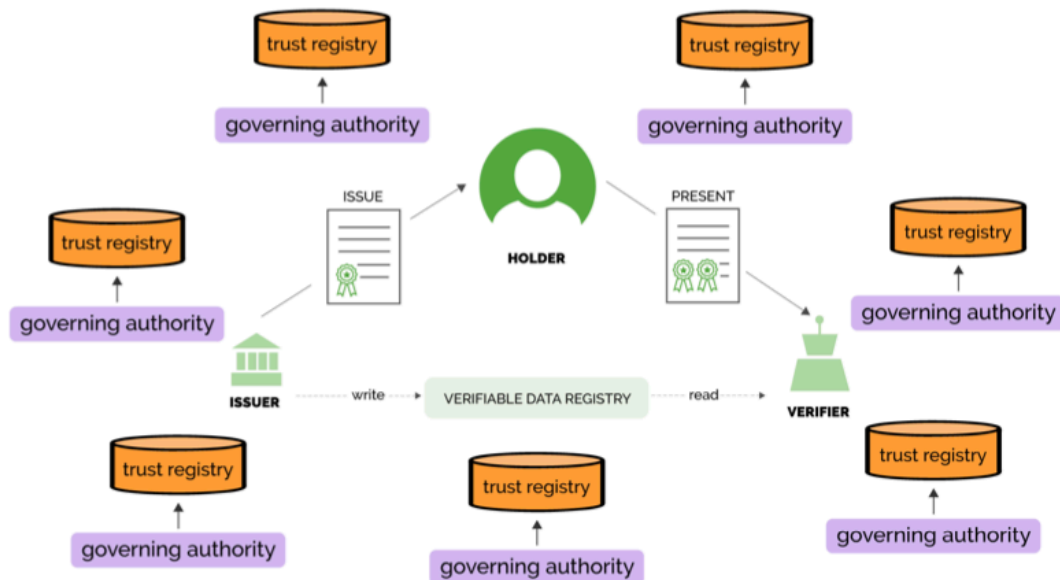 trust registry
trust registry
governing authority
governing authority
ISSUE
PRESENT
trust registry
trust registry
HOLDER
governing authority
governing authority
ISSUER
write
VERIFIABLE DATA REGISTRY
read
VERIFIER
trust registry
trust registry
trust registry
governing authority
governing authority
governing authority